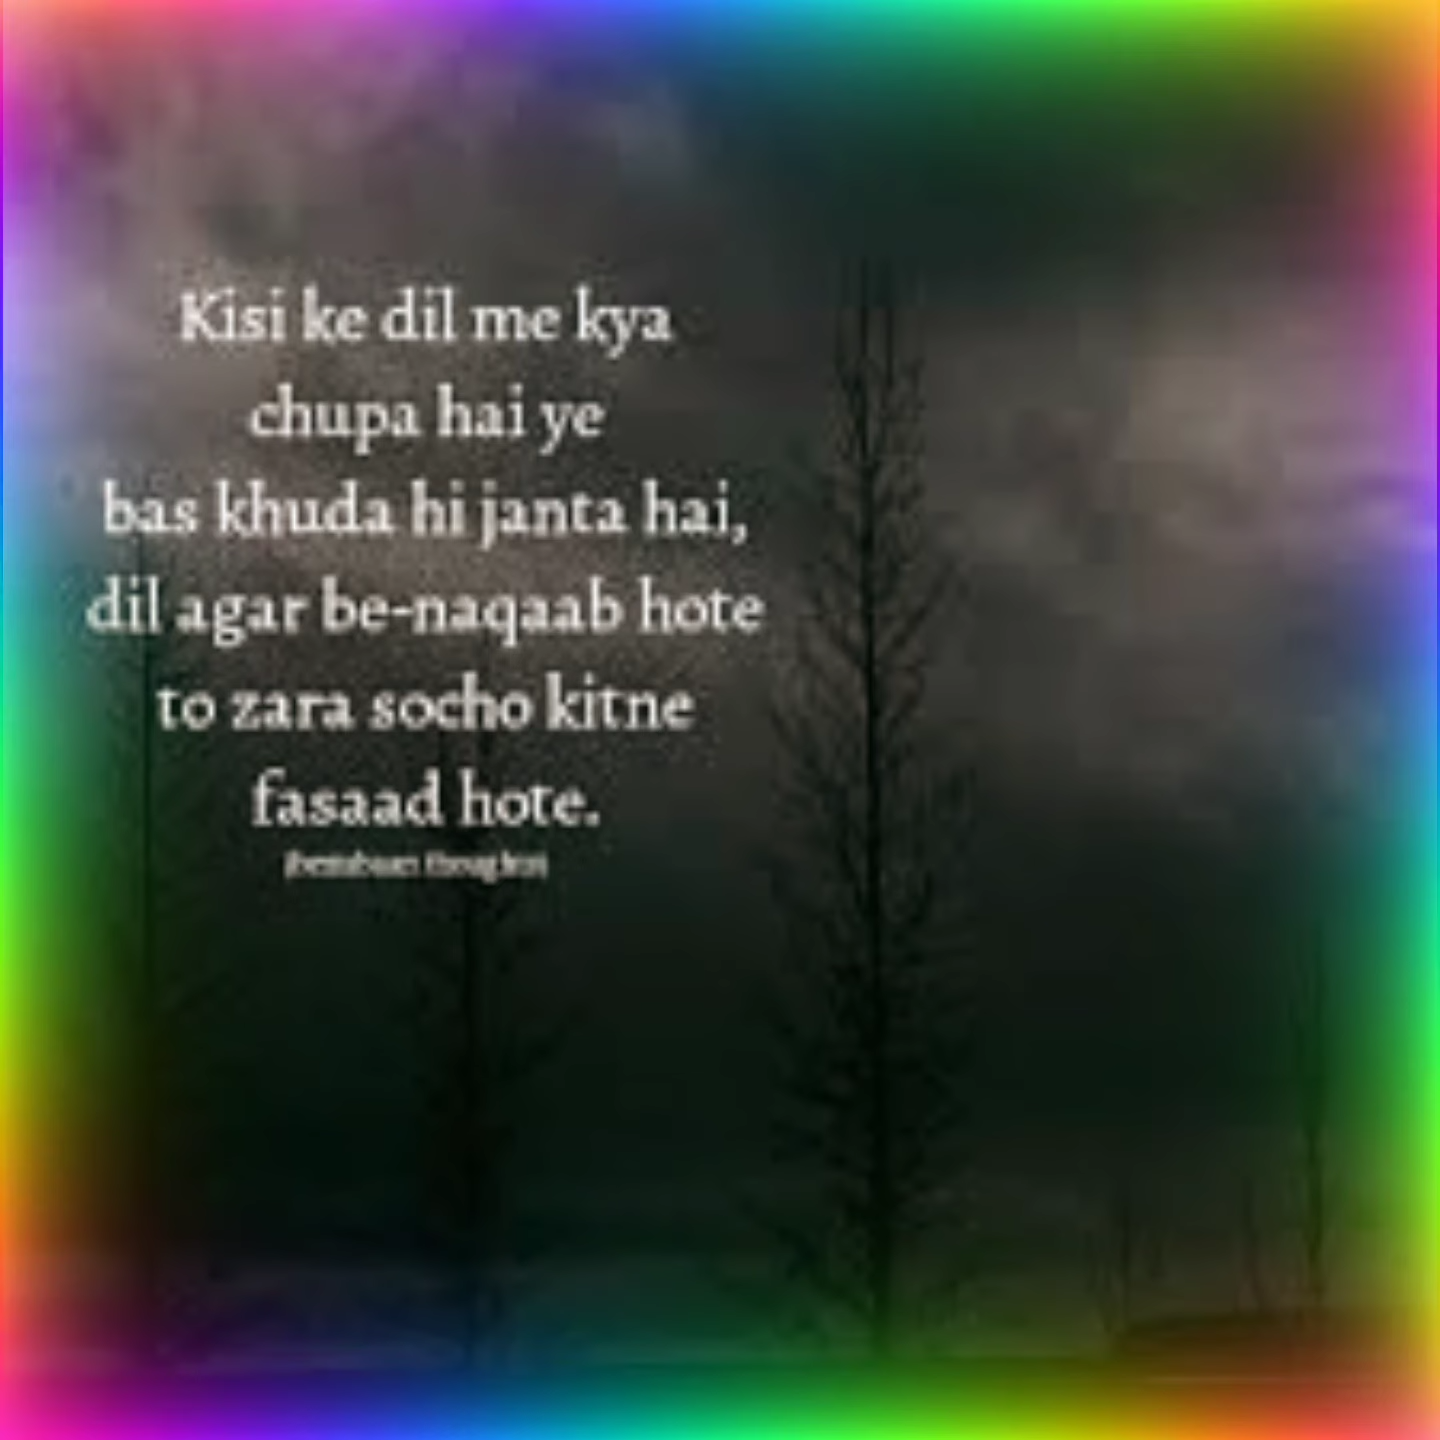 Kisi ke dil me kya
chupa hai ye
bas khuda hi janta hai,
dil agar be-naqaab hote
to zara socho kitne
fasaad hote.
thoughts